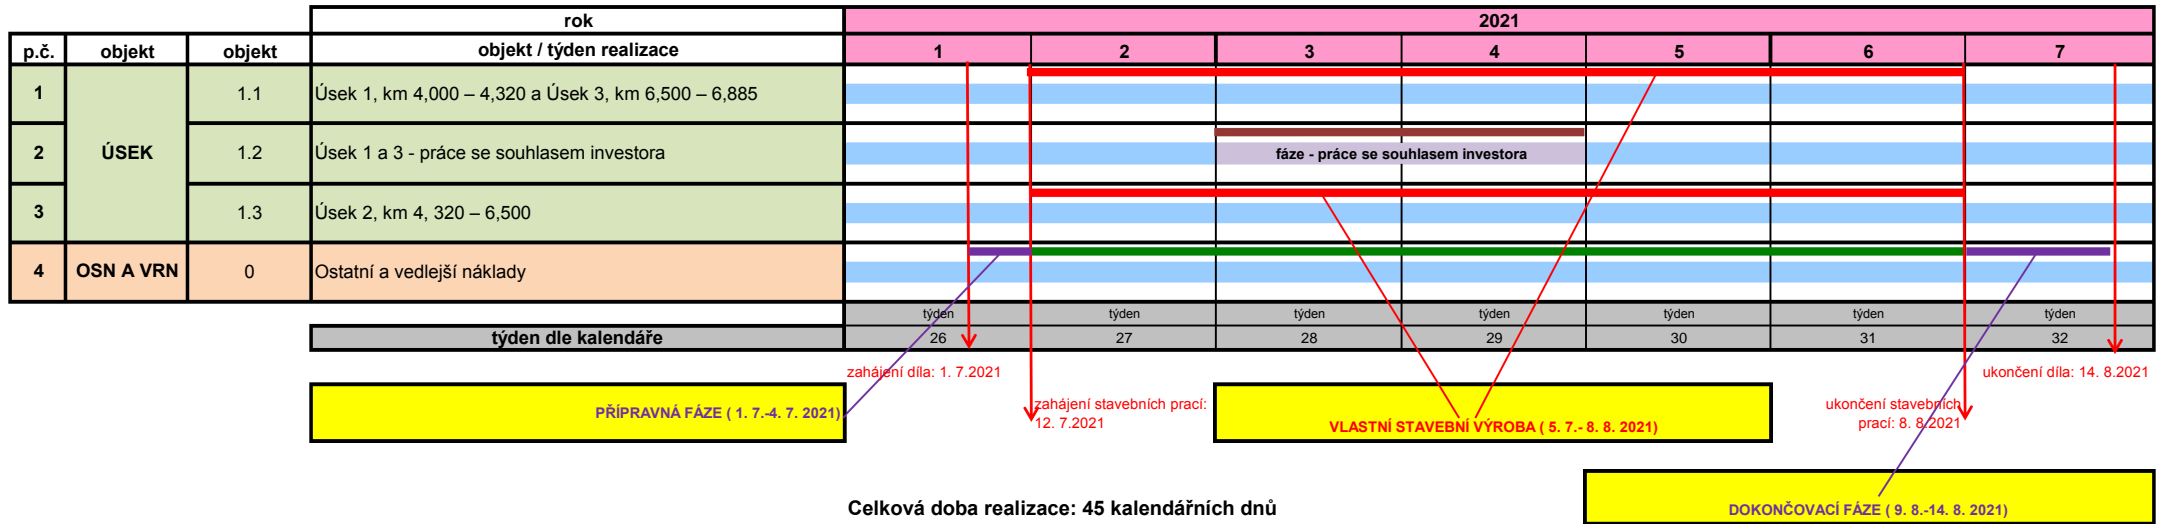 rok 2021
p.č. objekt objekt objekt / týden realizace 1 2 3 4 5 6 7
1 1.1 Úsek 1, km 4,000 – 4,320 a Úsek 3, km 6,500 – 6,885
2 ÚSEK 1.2 Úsek 1 a 3 - práce se souhlasem investora fáze - práce se souhlasem investora
3 1.3 Úsek 2, km 4, 320 – 6,500
4 OSN A VRN 0 Ostatní a vedlejší náklady
týden týden týden týden týden týden týden
týden dle kalendáře 26 27 28 29 30 31 32
zahájení díla: 1. 7.2021 ukončení díla: 14. 8.2021
PŘÍPRAVNÁ FÁZE ( 1. 7.-4. 7. 2021)
zahájení stavebních prací:
12. 7.2021
VLASTNÍ STAVEBNÍ VÝROBA ( 5. 7.- 8. 8. 2021)
ukončení stavebních
prací: 8. 8.2021
Celková doba realizace: 45 kalendářních dnů
DOKONČOVACÍ FÁZE ( 9. 8.-14. 8. 2021)